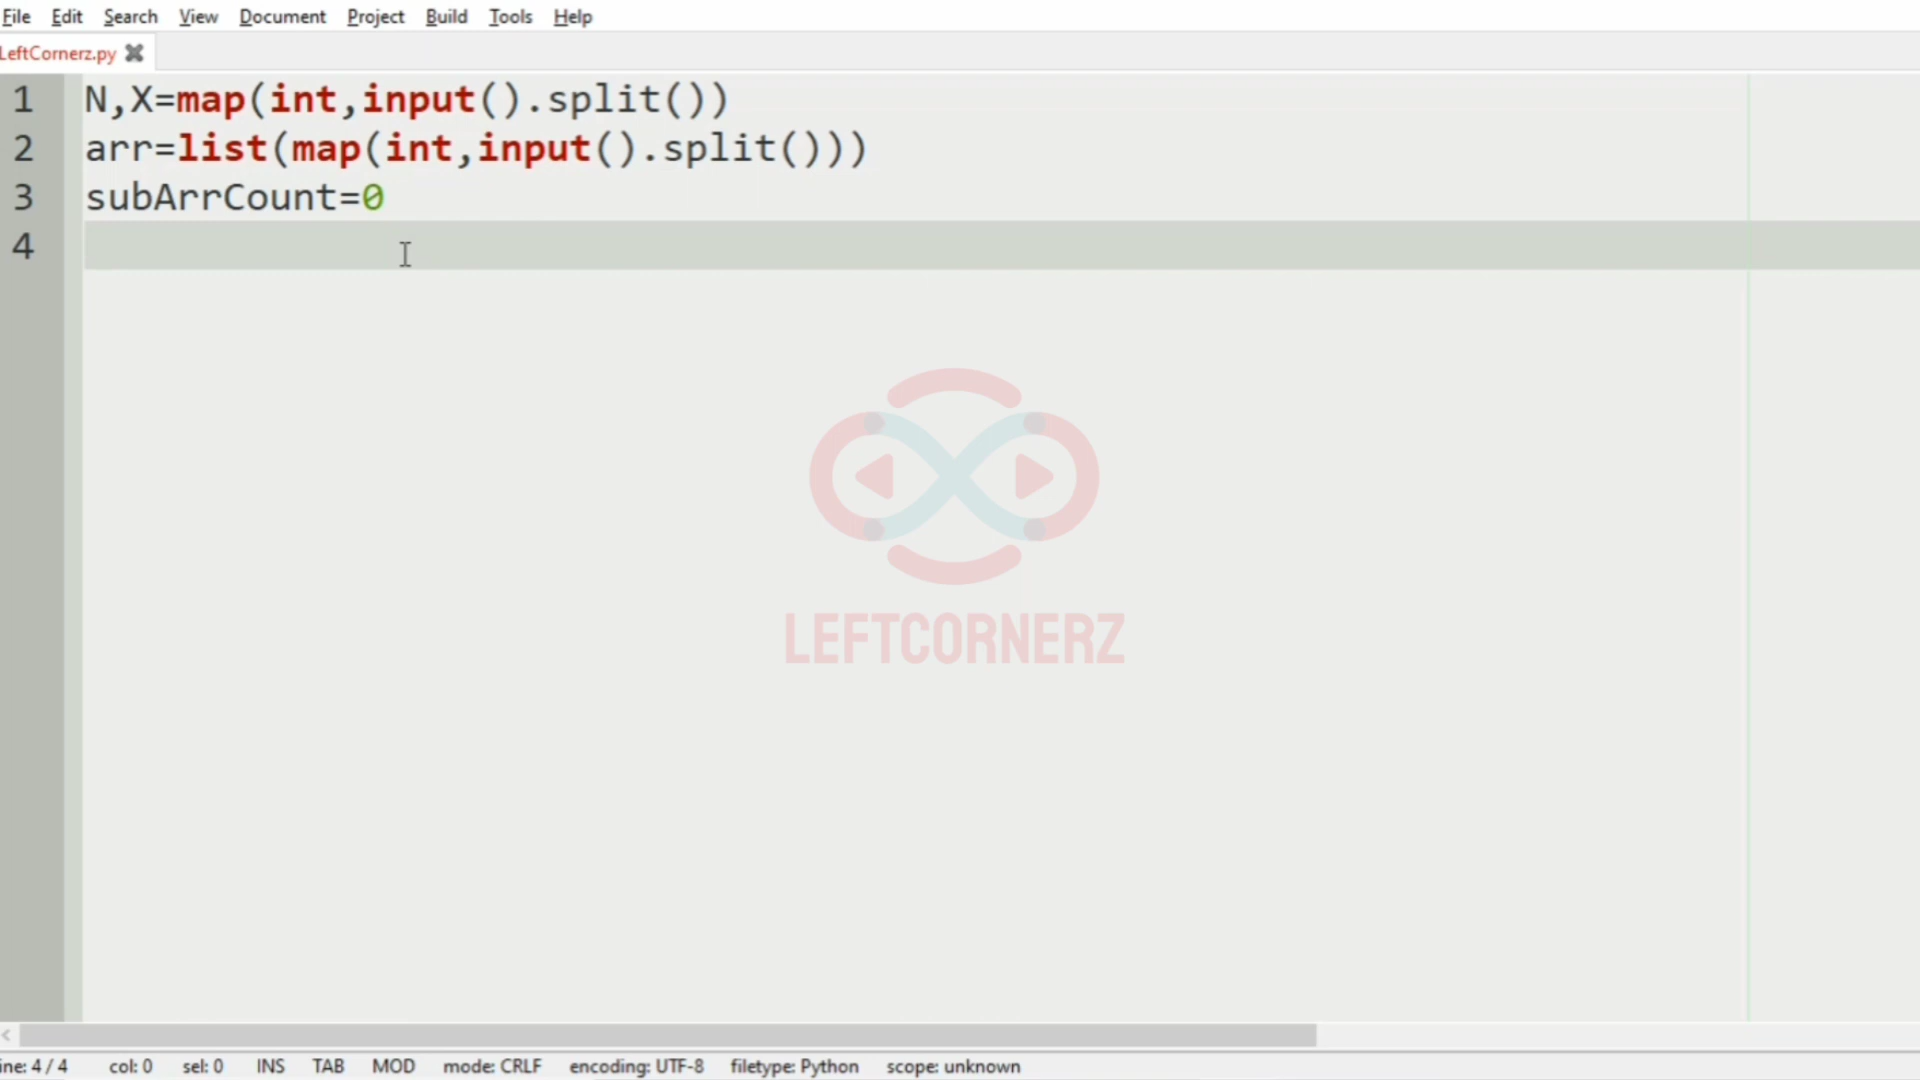 File Edit Search View Document Project Build Tools Help
LeftCornerz.py
1 N,X=map(int,input().split())
2 arr=list(map(int,input().split()))
3 subArrCount=0
4
LEFTCORNERZ
ine: 4 / 4 col: 0 sel: 0 INS TAB MOD mode: CRLF encoding: UTF-8 filetype: Python scope: unknown